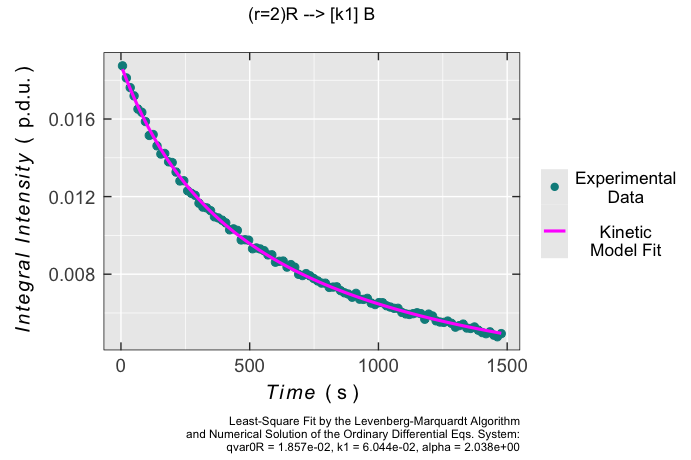 (r=2)R --> [k1] B
Integral Intensity ( p.d.u. )
0.016
0.012
0.008
0
500
1000
1500
Time ( s )
Experimental
Data
Kinetic
Model Fit
Least-Square Fit by the Levenberg-Marquardt Algorithm
and Numerical Solution of the Ordinary Differential Eqs. System:
qvar0R = 1.857e-02, k1 = 6.044e-02, alpha = 2.038e+00